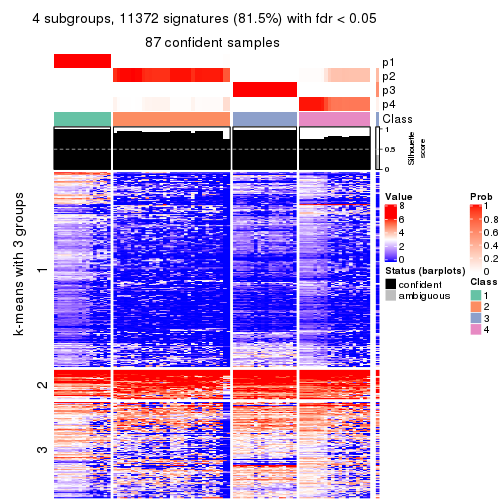 4 subgroups, 11372 signatures (81.5%) with fdr < 0.05
87 confident samples
p1
p2
p3
p4
Class
1
0.5
0
Silhouette
score
k-means with 3 groups
1
2
3
Value
8
6
4
2
0
Status (barplots)
confident
ambiguous
Prob
1
0.8
0.6
0.4
0.2
0
Class
1
2
3
4